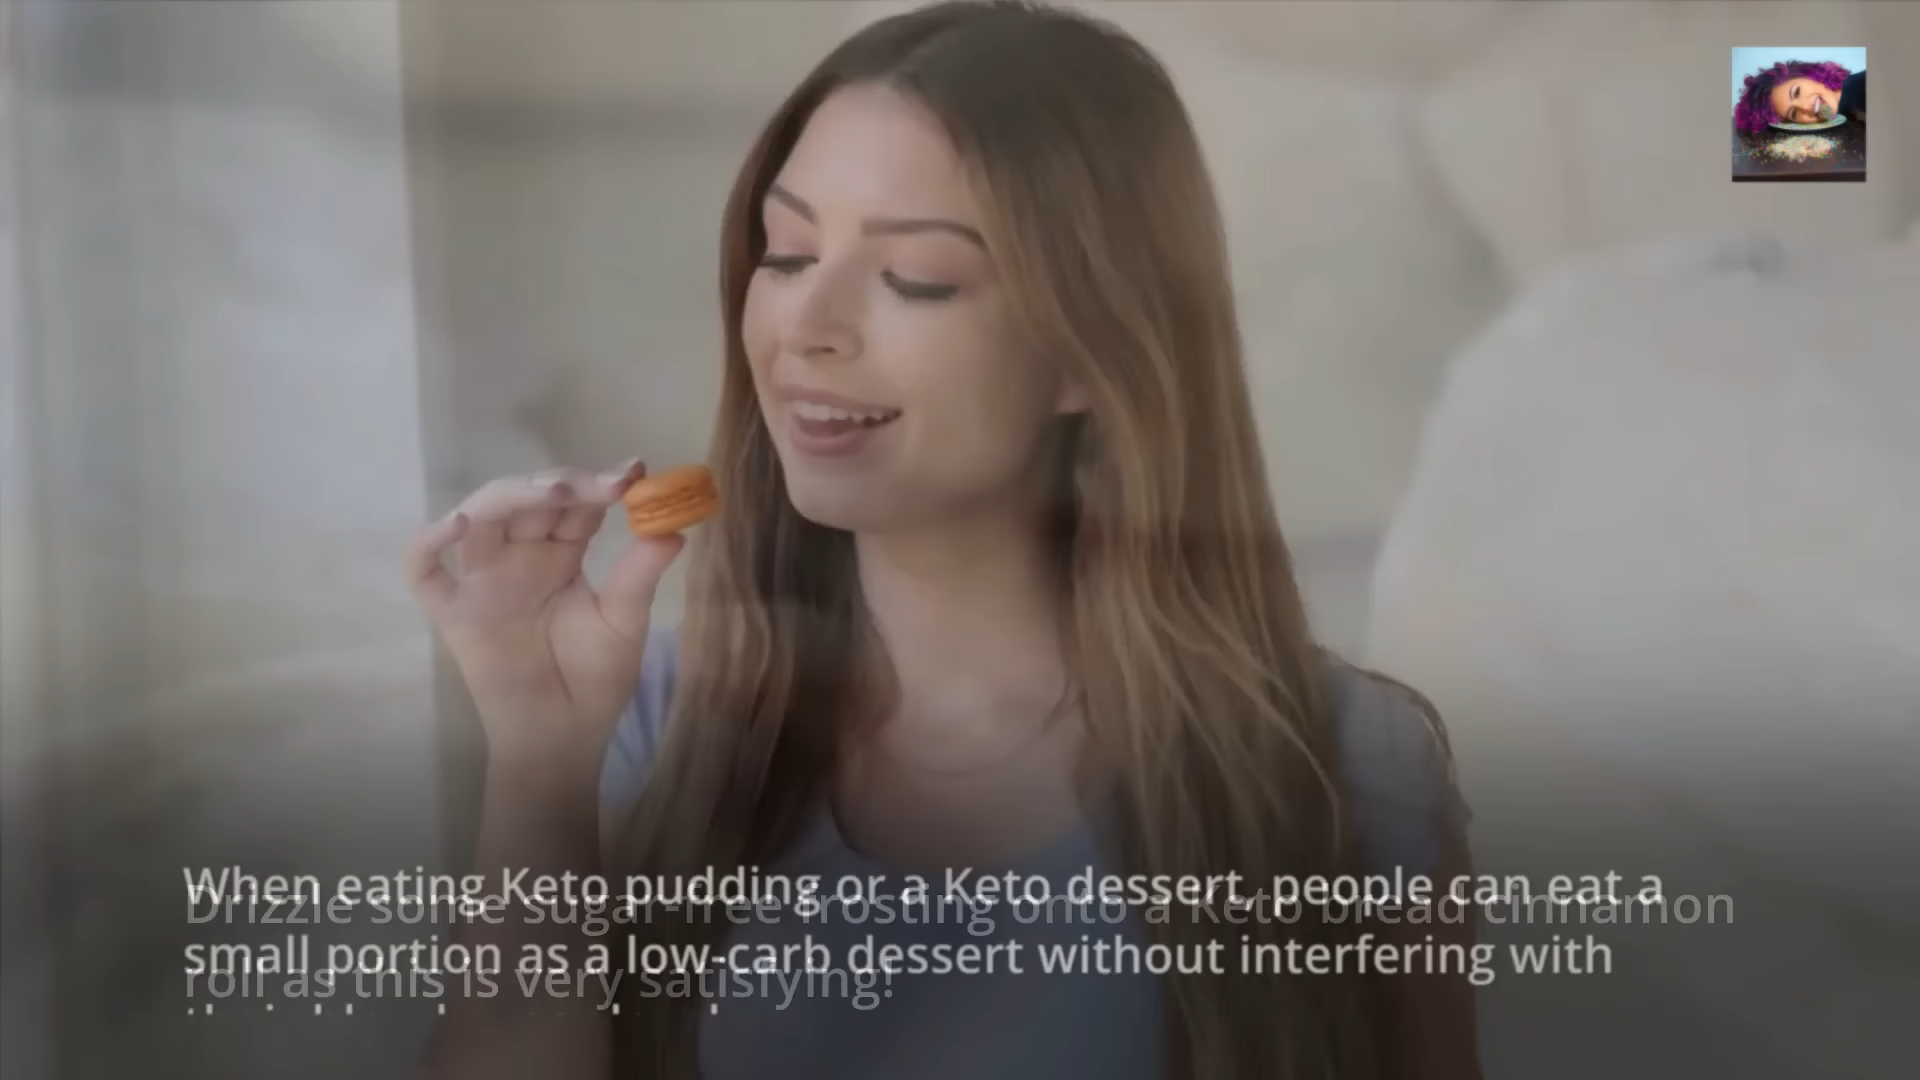 When eating Keto pudding or a Keto dessert, people can eat a
small portion as a low-carb dessert without interfering with
Drizzle some sugar-free frosting onto a Keto bread cinnamon
roll as this is very satisfying!